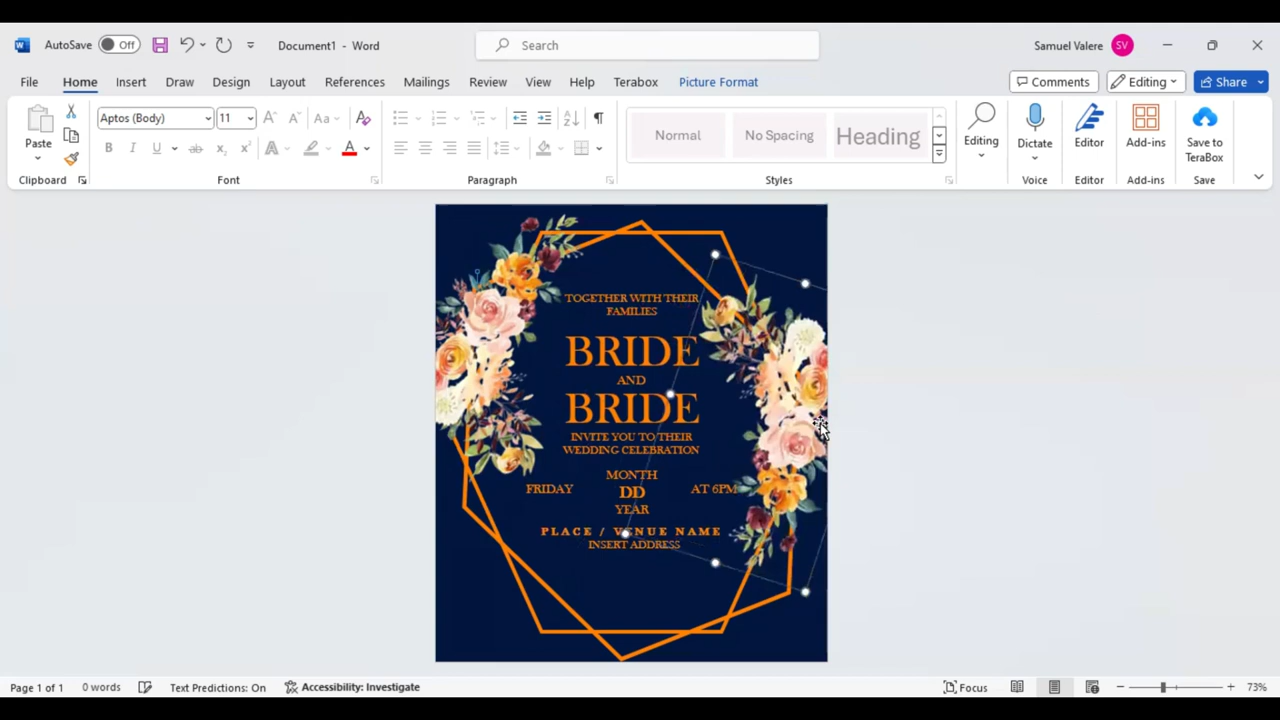 AutoSave Off Document1 - Word Search Samuel Valere SV
File Home Insert Draw Design Layout References Mailings Review View Help Terabox Picture Format Comments Editing Share
Aptos (Body) 11 Aa
Paste B I U ab x₂ x² A A Normal No Spacing Heading Editing Dictate Editor Add-ins Save to TeraBox
Clipboard Font Paragraph Styles Voice Editor Add-ins Save
TOGETHER WITH THEIR
FAMILIES
BRIDE
AND
BRIDE
INVITE YOU TO THEIR
WEDDING CELEBRATION
MONTH
FRIDAY DD AT 6PM
YEAR
PLACE / VENUE NAME
INSERT ADDRESS
Page 1 of 1 0 words Text Predictions: On Accessibility: Investigate Focus 73%